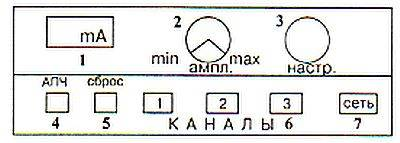 2 3
mA
1 min max
ампл. настр.
АПЧ сброс
1 2 3 сеть
4 5 КАНАЛЫ 6 7